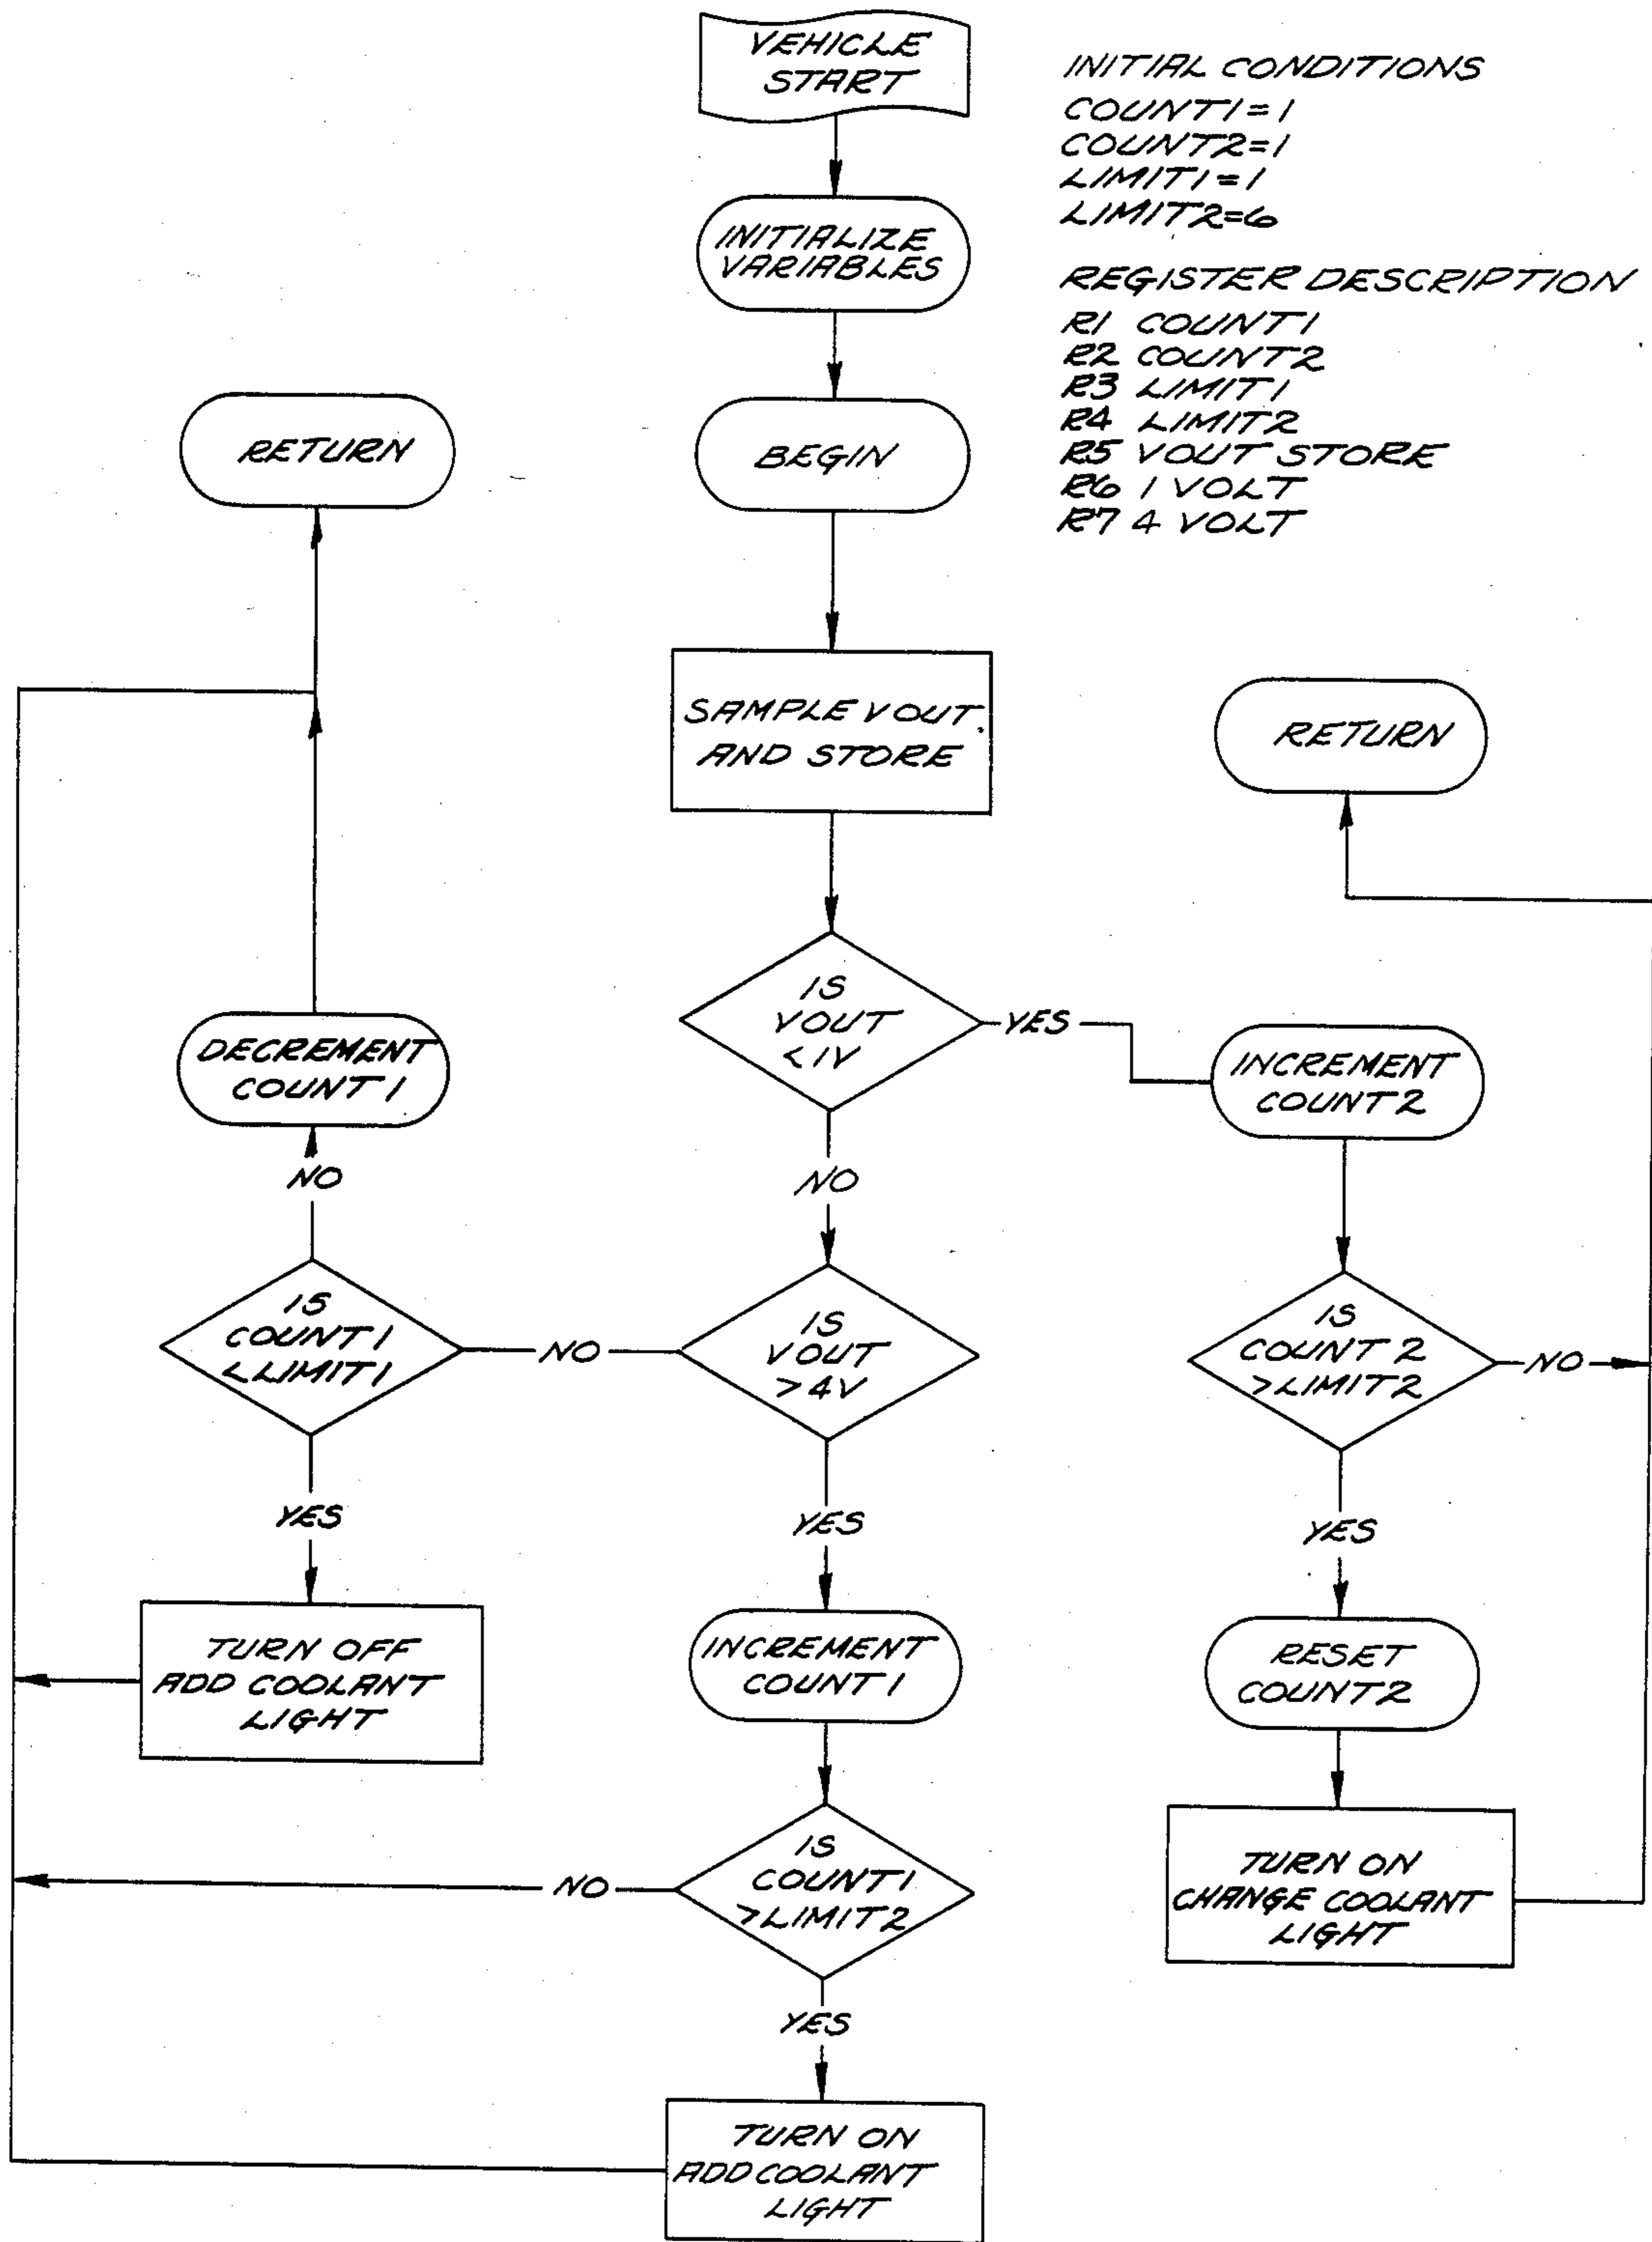 VEHICLE
START
INITIAL CONDITIONS
COUNT1=1
COUNT2=1
LIMIT1=1
LIMIT2=6
INITIALIZE
VARIABLES
REGISTER DESCRIPTION
R1 COUNT1
R2 COUNT2
R3 LIMIT1
R4 LIMIT2
R5 VOUT STORE
R6 1 VOLT
R7 4 VOLT
RETURN
BEGIN
SAMPLE VOUT
AND STORE
RETURN
IS
VOUT
<1V
YES
INCREMENT
COUNT2
DECREMENT
COUNT1
NO
NO
IS
COUNT1
<LIMIT1
NO
IS
VOUT
>4V
IS
COUNT2
>LIMIT2
NO
YES
YES
YES
TURN OFF
ADD COOLANT
LIGHT
INCREMENT
COUNT1
RESET
COUNT2
NO
IS
COUNT1
>LIMIT2
TURN ON
CHANGE COOLANT
LIGHT
YES
TURN ON
ADD COOLANT
LIGHT